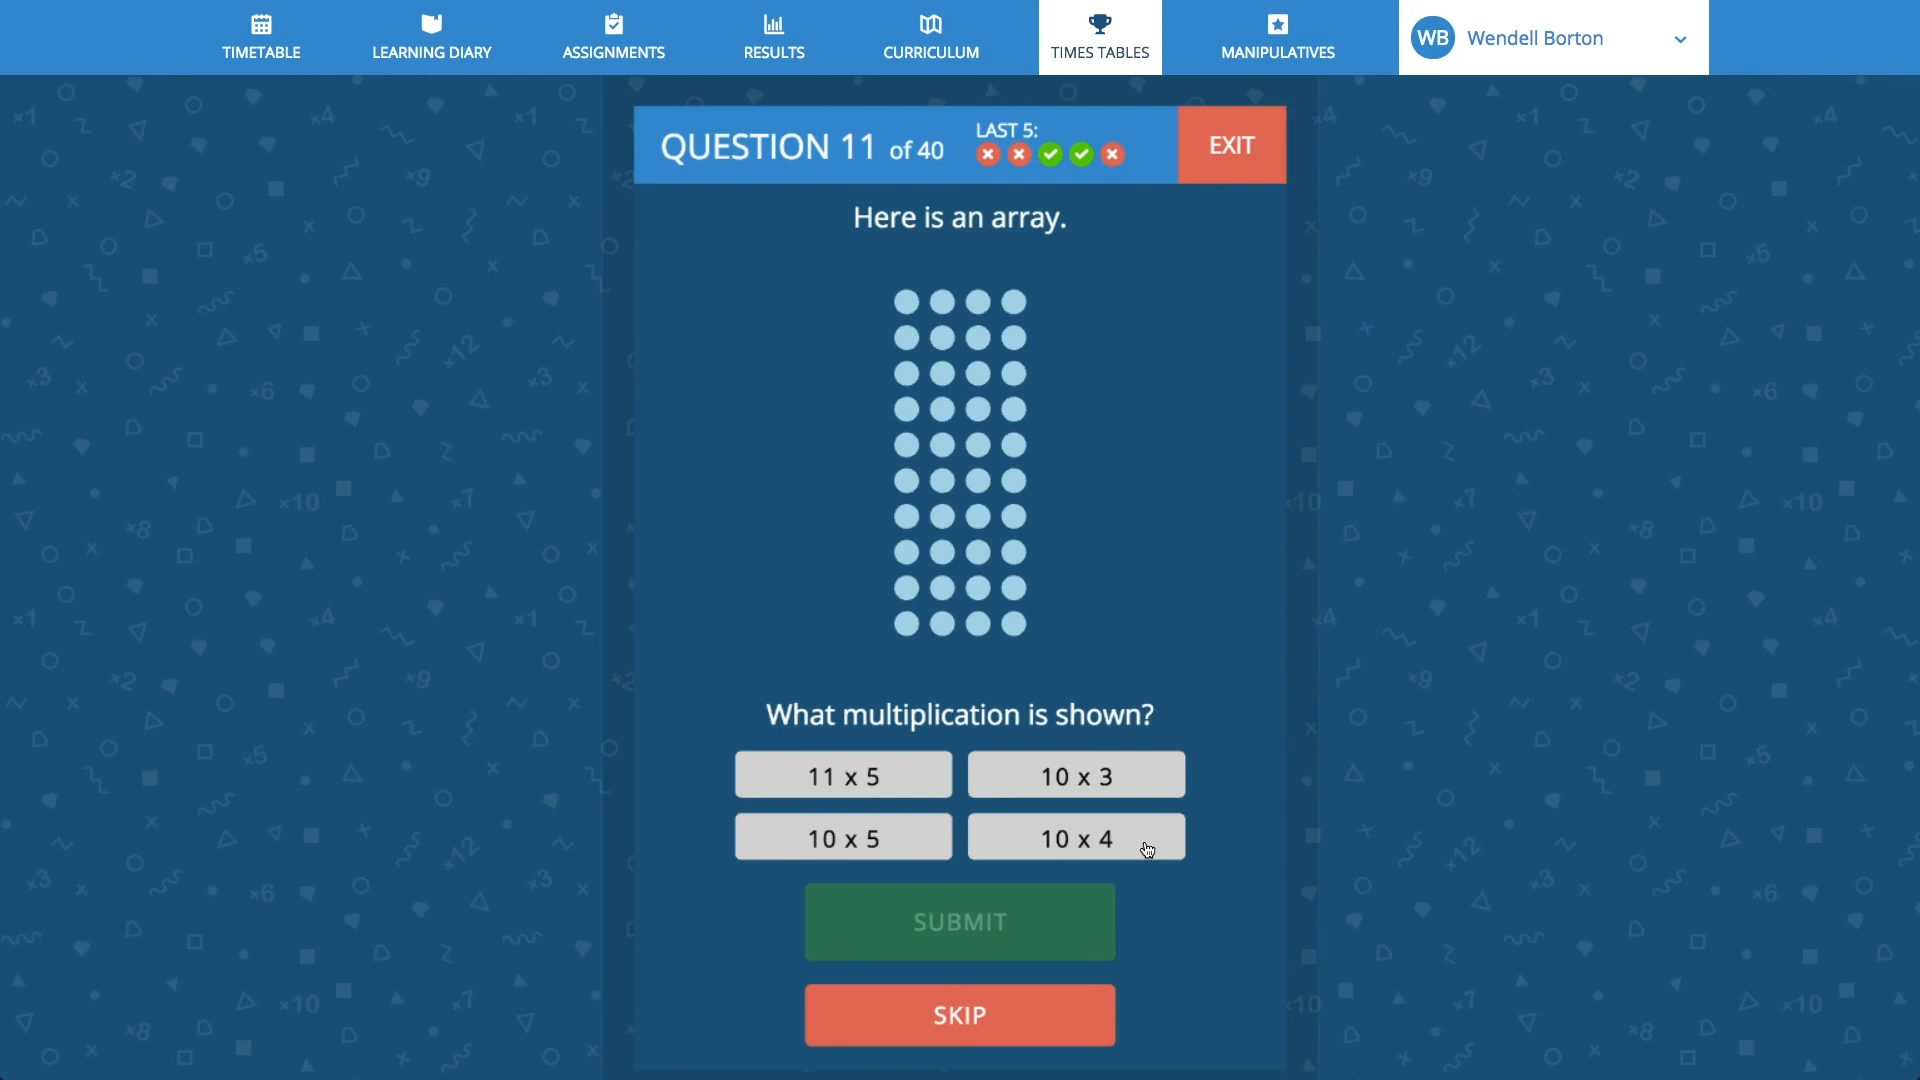 TIMETABLE
LEARNING DIARY
ASSIGNMENTS
RESULTS
CURRICULUM
TIMES TABLES
MANIPULATIVES
WB Wendell Borton
QUESTION 11 of 40
LAST 5:
EXIT
Here is an array.
What multiplication is shown?
11 x 5
10 x 3
10 x 5
10 x 4
SUBMIT
SKIP